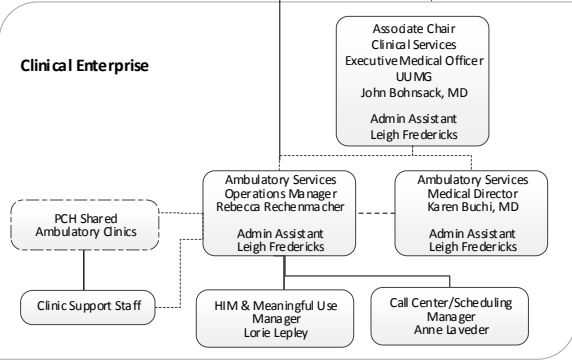 Associate Chair
Clinical Services
Executive Medical Officer
UUMG
John Bohnsack, MD
Admin Assistant
Leigh Fredericks
Clinical Enterprise
Ambulatory Services
Operations Manager
Rebecca Rechenmacher
Admin Assistant
Leigh Fredericks
Ambulatory Services
Medical Director
Karen Buchi, MD
Admin Assistant
Leigh Fredericks
PCH Shared
Ambulatory Clinics
Clinic Support Staff
HIM & Meaningful Use
Manager
Lorie Lepley
Call Center/Scheduling
Manager
Anne Laveder